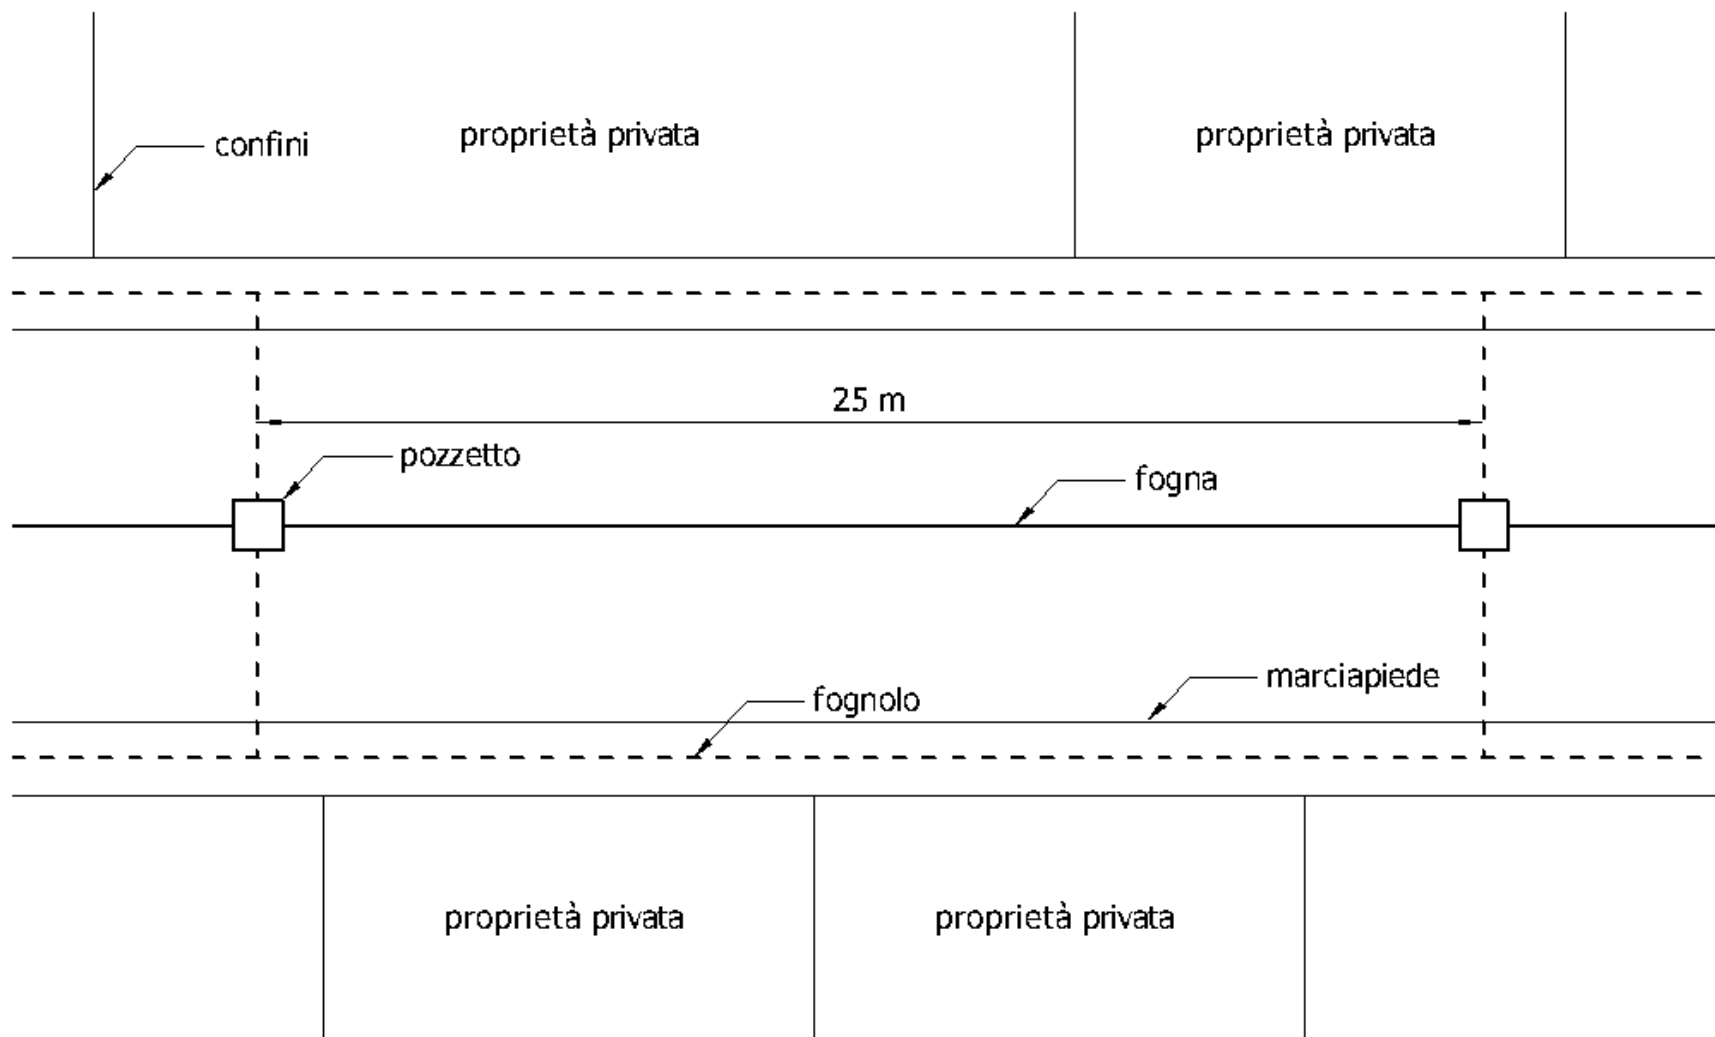 confini
proprietà privata
proprietà privata
25 m
pozzetto
fogna
marciapiede
fognolo
proprietà privata
proprietà privata